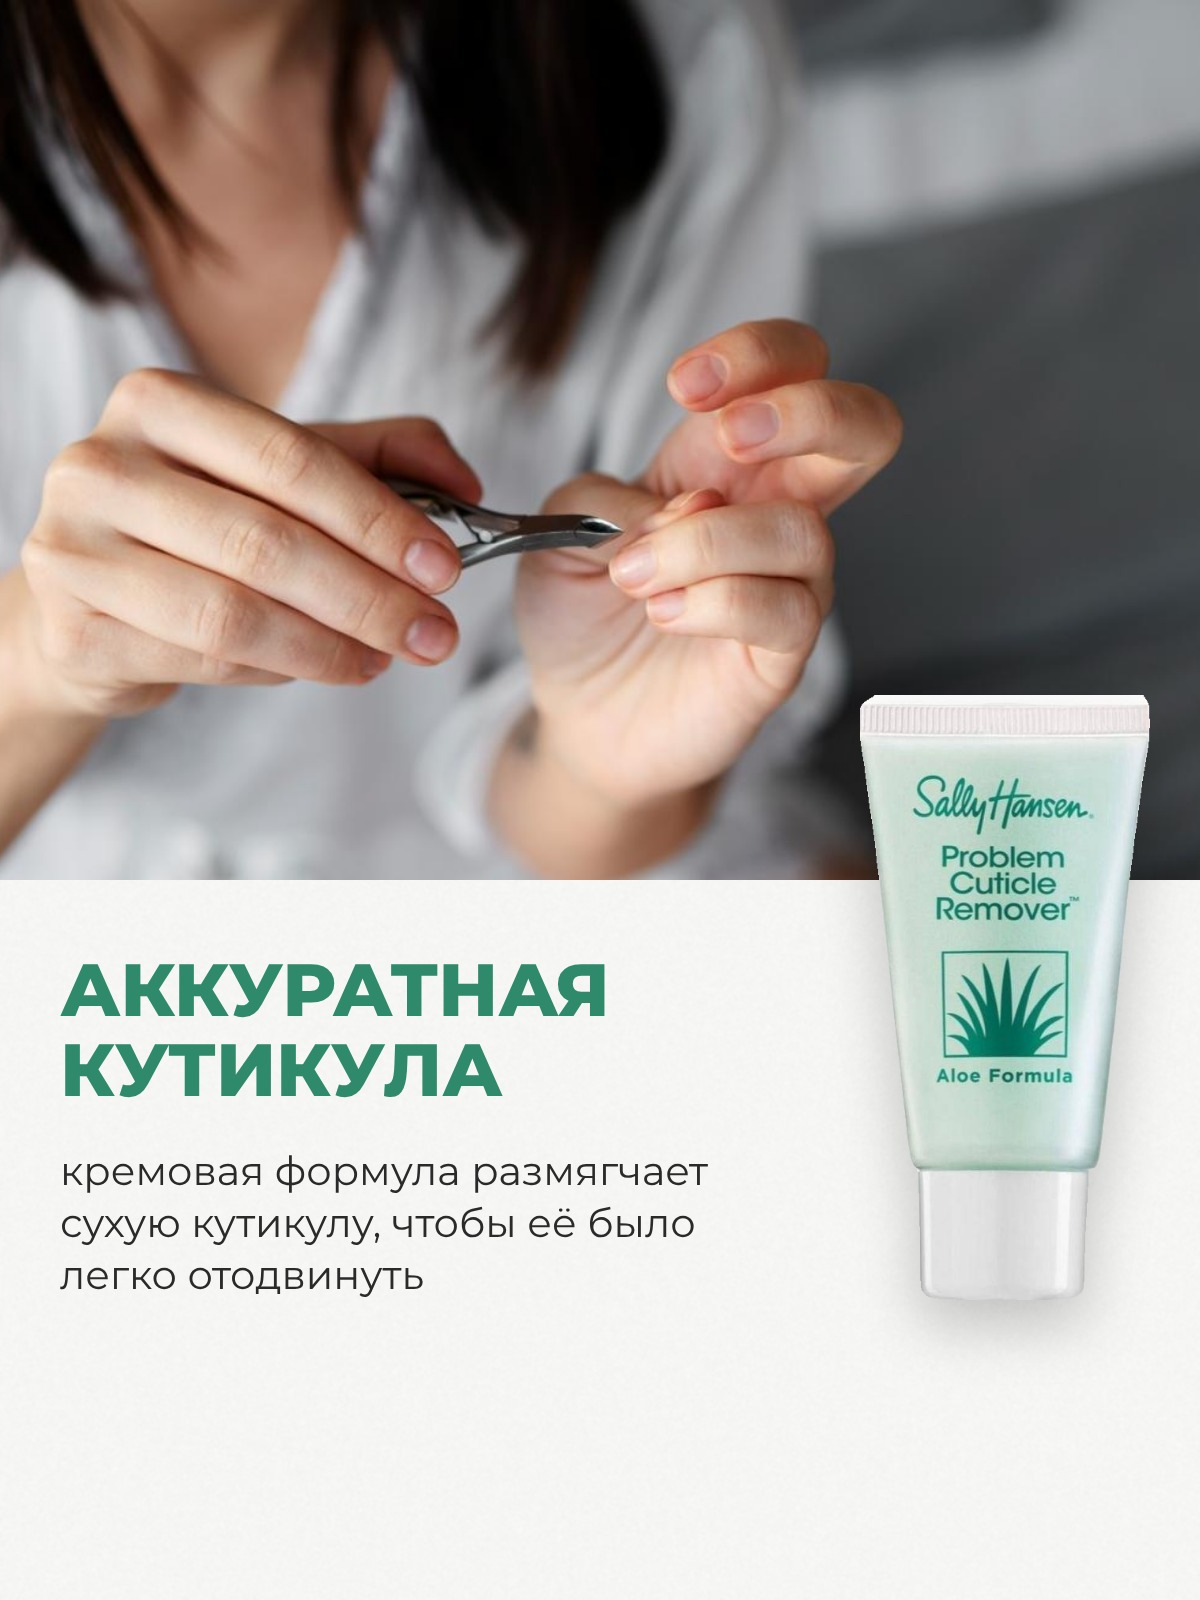 Sally Hansen
Problem
Cuticle
Remover™
Aloe Formula
АККУРАТНАЯ
КУТИКУЛА
кремовая формула размягчает
сухую кутикулу, чтобы её было
легко отодвинуть